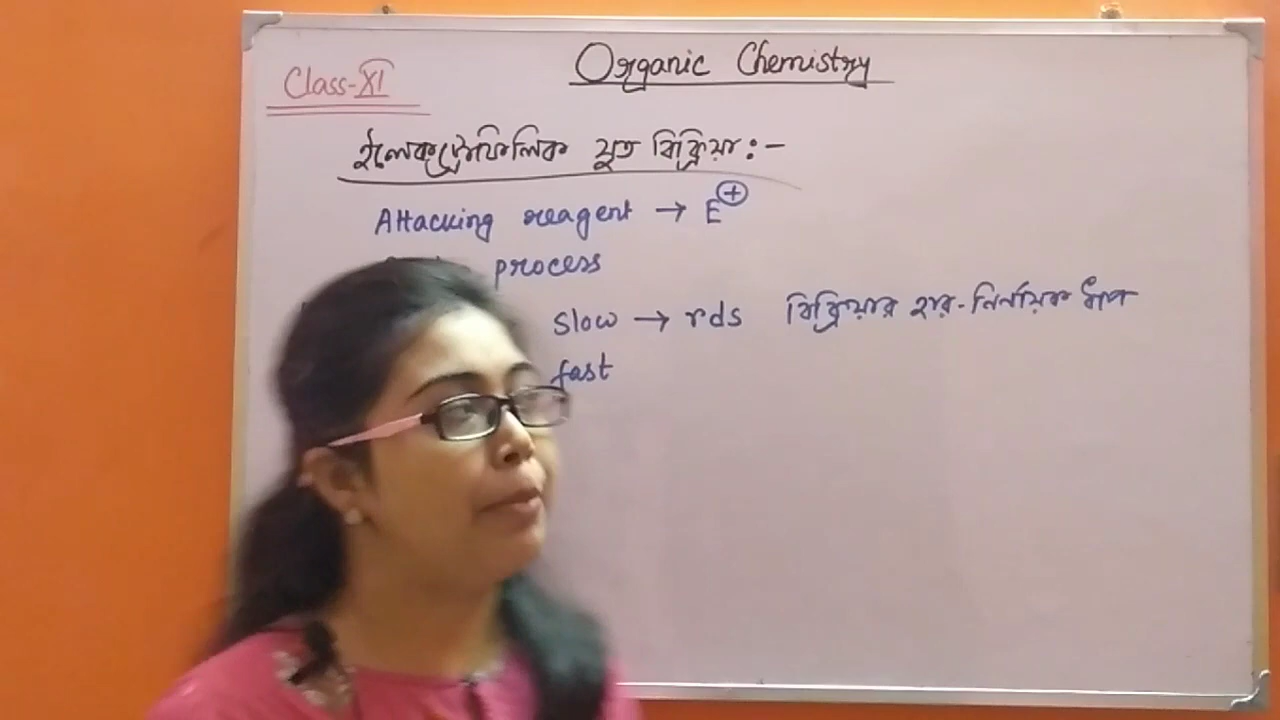 Organic Chemistry
Class-XI
ইলেকট্রোফিলিক যুত বিক্রিয়া:-
Attacking reagent → E⊕
process
slow → rds বিক্রিয়ার হার-নির্নায়ক ধাপ
fast